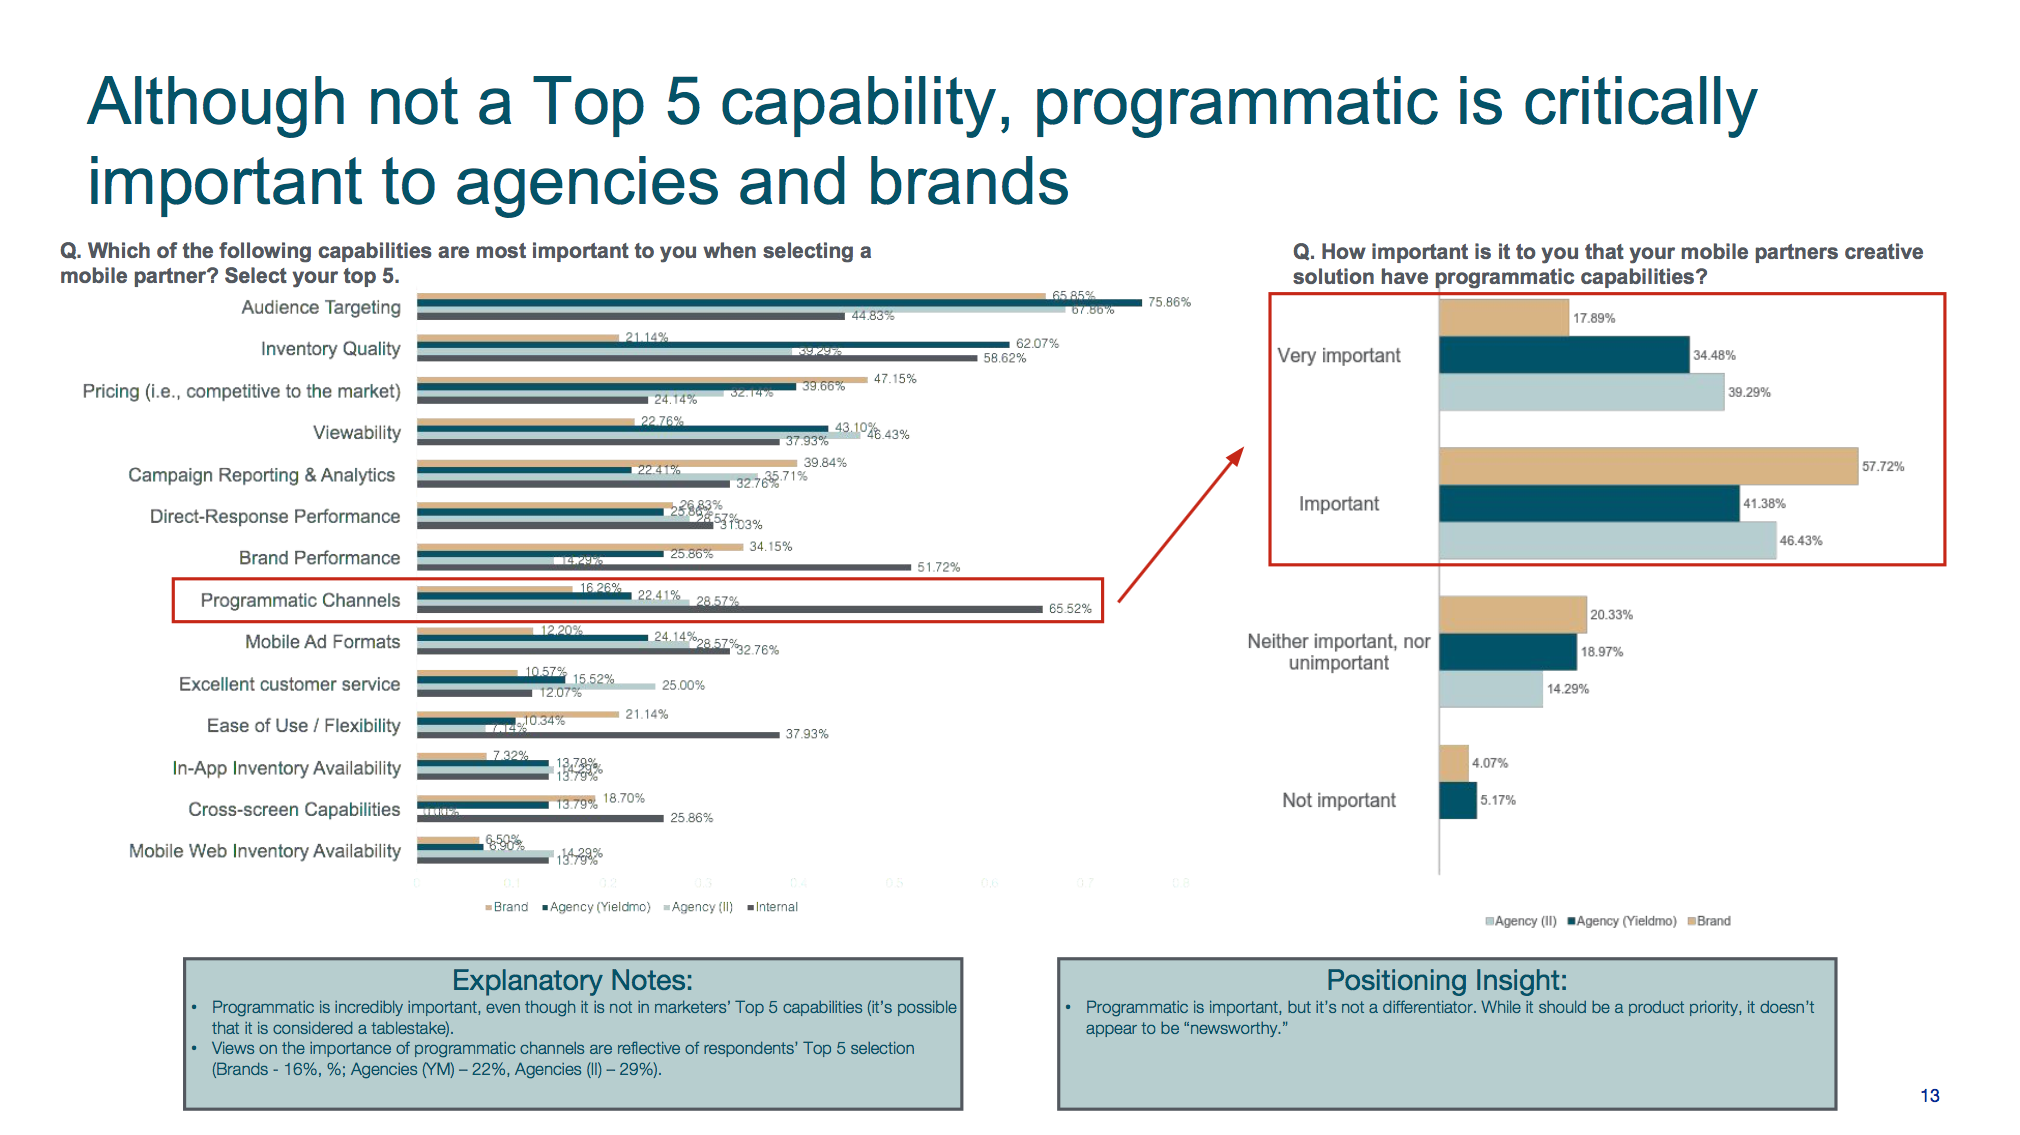 Although not a Top 5 capability, programmatic is critically
important to agencies and brands
Q. Which of the following capabilities are most important to you when selecting a
mobile partner? Select your top 5.
Audience Targeting
65.85%
75.86%
67.86%
44.83%
Inventory Quality
21.14%
62.07%
39.29%
58.62%
Pricing (i.e., competitive to the market)
47.15%
39.66%
32.14%
24.14%
Viewability
22.76%
43.10%
46.43%
37.93%
Campaign Reporting & Analytics
39.84%
22.41%
35.71%
32.76%
Direct-Response Performance
26.83%
25.86%
28.57%
31.03%
Brand Performance
34.15%
25.86%
14.29%
51.72%
Programmatic Channels
16.26%
22.41%
28.57%
65.52%
Mobile Ad Formats
12.20%
24.14%
28.57%
32.76%
Excellent customer service
10.57%
15.52%
25.00%
12.07%
Ease of Use / Flexibility
21.14%
10.34%
7.14%
37.93%
In-App Inventory Availability
7.32%
13.79%
14.29%
13.79%
Cross-screen Capabilities
18.70%
13.79%
0.00%
25.86%
Mobile Web Inventory Availability
6.50%
6.90%
14.29%
13.79%
0 0.1 0.2 0.3 0.4 0.5 0.6 0.7 0.8
Brand Agency (Yieldmo) Agency (II) Internal
Q. How important is it to you that your mobile partners creative
solution have programmatic capabilities?
Very important
17.89%
34.48%
39.29%
Important
57.72%
41.38%
46.43%
Neither important, nor
unimportant
20.33%
18.97%
14.29%
Not important
4.07%
5.17%
Agency (II) Agency (Yieldmo) Brand
Explanatory Notes:
• Programmatic is incredibly important, even though it is not in marketers’ Top 5 capabilities (it’s possible
that it is considered a tablestake).
• Views on the importance of programmatic channels are reflective of respondents’ Top 5 selection
(Brands - 16%, %; Agencies (YM) – 22%, Agencies (II) – 29%).
Positioning Insight:
• Programmatic is important, but it’s not a differentiator. While it should be a product priority, it doesn’t
appear to be “newsworthy.”
13